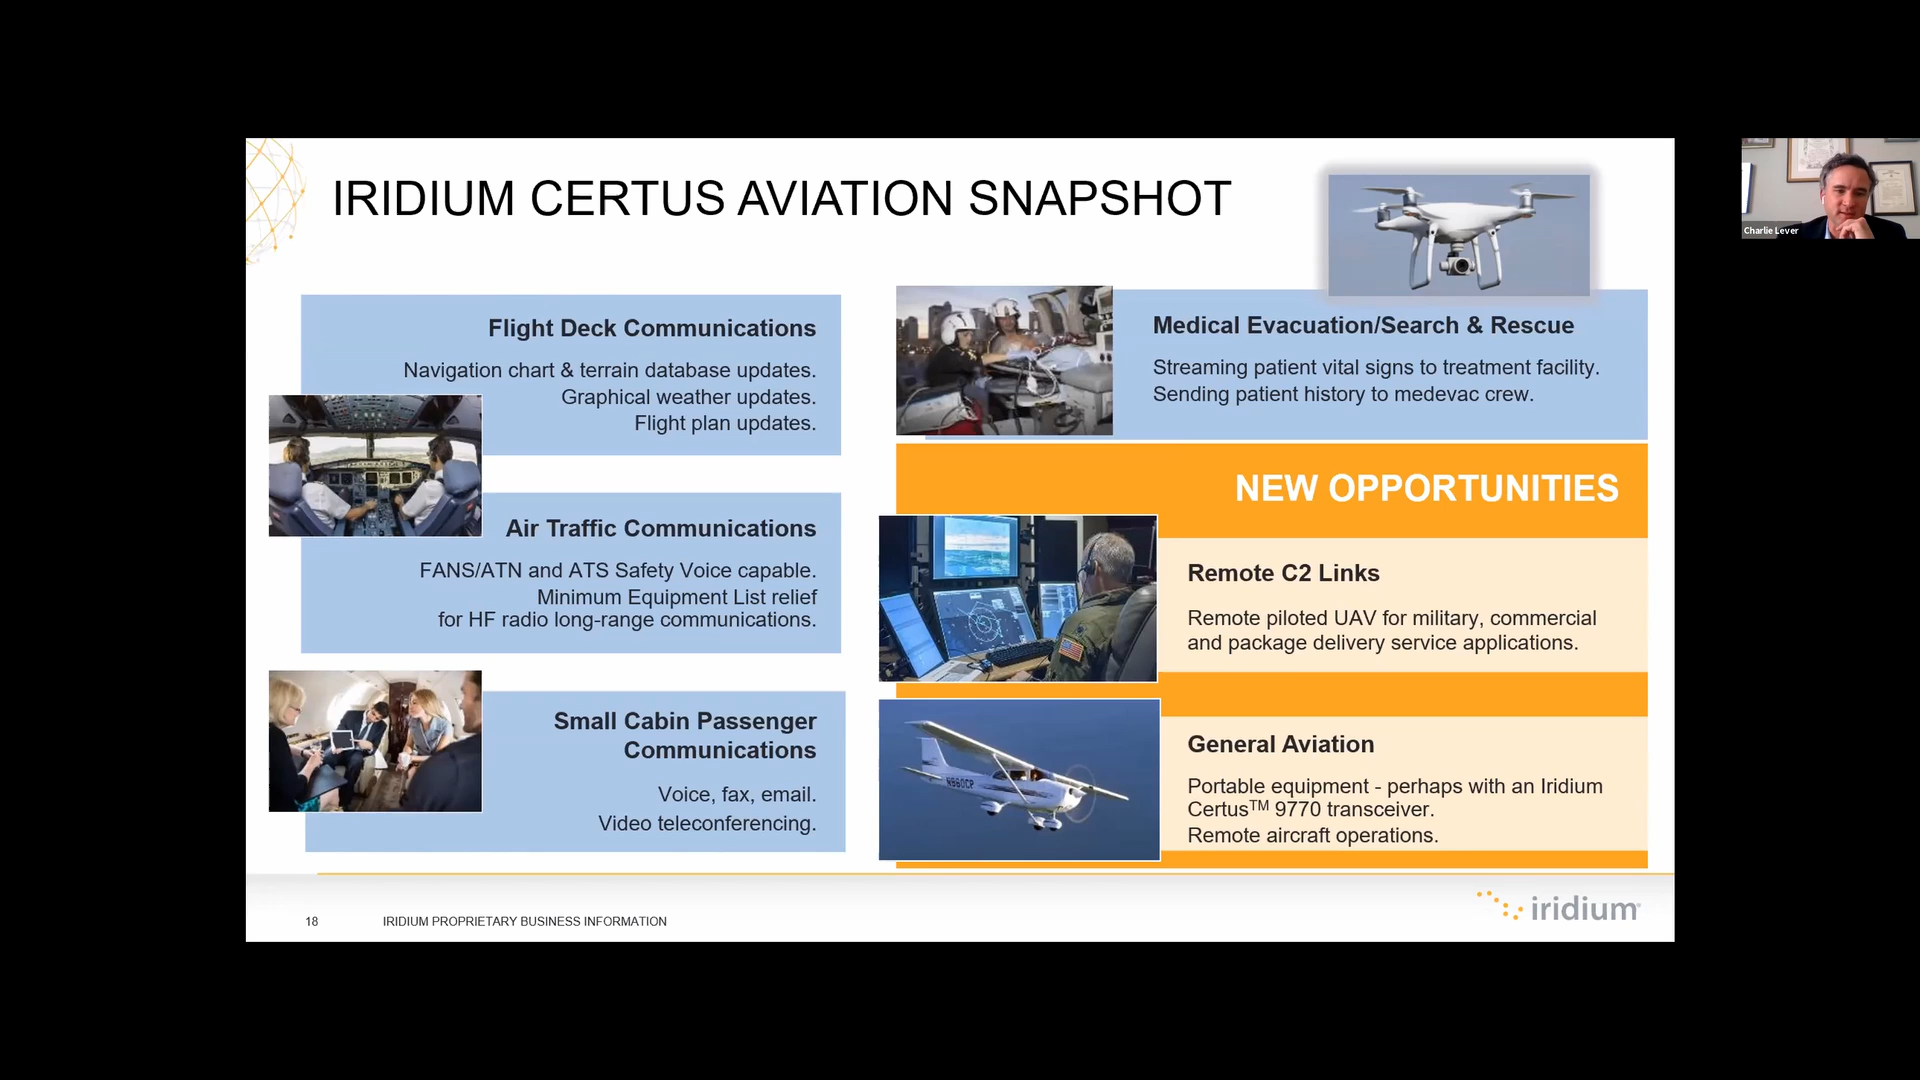 IRIDIUM CERTUS AVIATION SNAPSHOT
Flight Deck Communications
Navigation chart & terrain database updates.
Graphical weather updates.
Flight plan updates.
Air Traffic Communications
FANS/ATN and ATS Safety Voice capable.
Minimum Equipment List relief
for HF radio long-range communications.
Small Cabin Passenger
Communications
Voice, fax, email.
Video teleconferencing.
Medical Evacuation/Search & Rescue
Streaming patient vital signs to treatment facility.
Sending patient history to medevac crew.
NEW OPPORTUNITIES
Remote C2 Links
Remote piloted UAV for military, commercial
and package delivery service applications.
General Aviation
Portable equipment - perhaps with an Iridium
Certus™ 9770 transceiver.
Remote aircraft operations.
N960CP
18
IRIDIUM PROPRIETARY BUSINESS INFORMATION
iridium
Charlie Lever